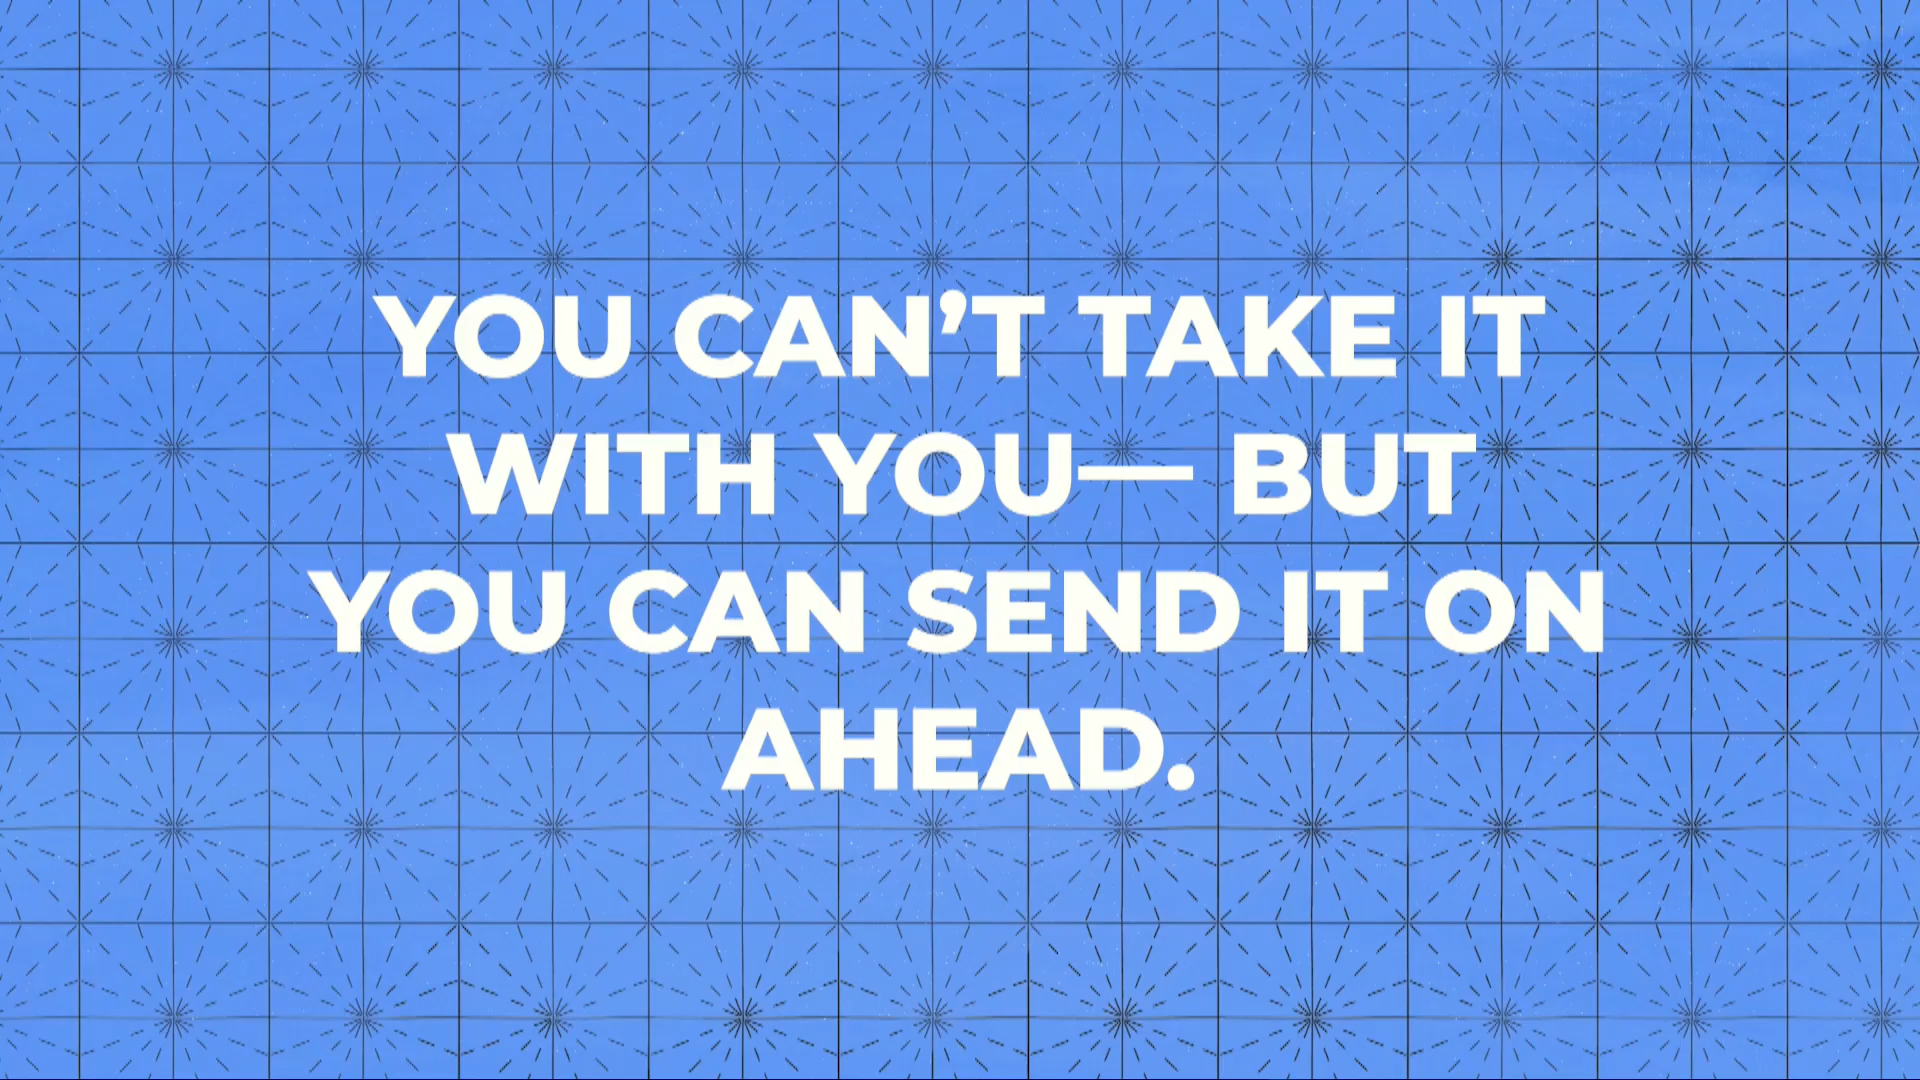 YOU CAN’T TAKE IT
WITH YOU— BUT
YOU CAN SEND IT ON
AHEAD.